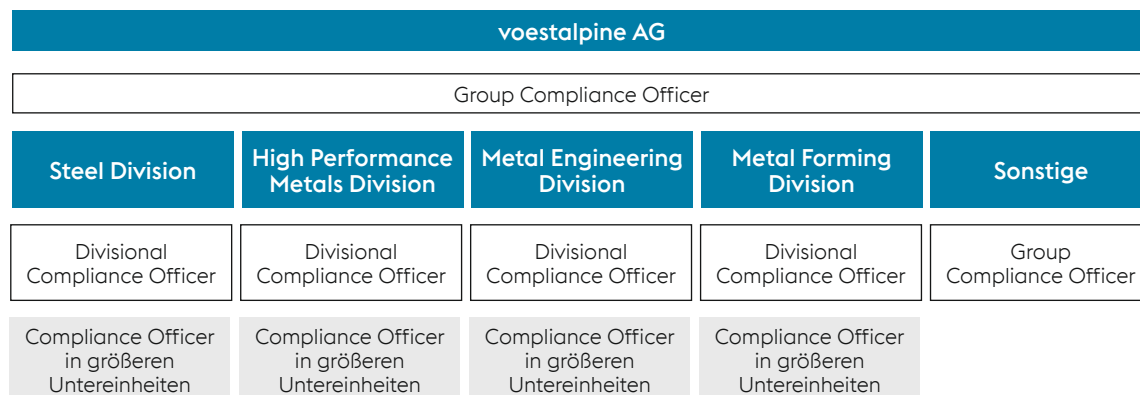 voestalpine AG
Group Compliance Officer
Steel Division
High Performance
Metals Division
Metal Engineering
Division
Metal Forming
Division
Sonstige
Divisional
Compliance Officer
Divisional
Compliance Officer
Divisional
Compliance Officer
Divisional
Compliance Officer
Group
Compliance Officer
Compliance Officer
in größeren
Untereinheiten
Compliance Officer
in größeren
Untereinheiten
Compliance Officer
in größeren
Untereinheiten
Compliance Officer
in größeren
Untereinheiten